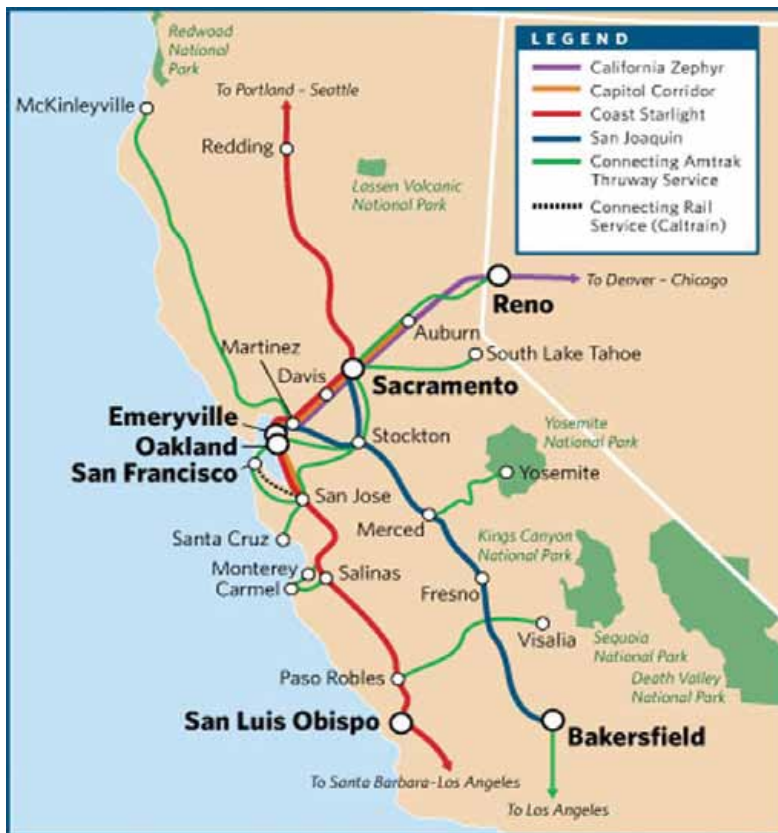 Redwood
National
Park
McKinleyville
To Portland - Seattle
Redding
Lassen Volcanic
National Park
LEGEND
California Zephyr
Capitol Corridor
Coast Starlight
San Joaquin
Connecting Amtrak
Thruway Service
Connecting Rail
Service (Caltrain)
To Denver - Chicago
Reno
Auburn
South Lake Tahoe
Martinez
Davis
Sacramento
Emeryville
Oakland
San Francisco
Stockton
Yosemite
National Park
Yosemite
San Jose
Merced
Santa Cruz
Kings Canyon
National Park
Monterey
Carmel
Salinas
Fresno
Visalia
Sequoia
National Park
Death Valley
National Park
Paso Robles
San Luis Obispo
Bakersfield
To Santa Barbara-Los Angeles
To Los Angeles